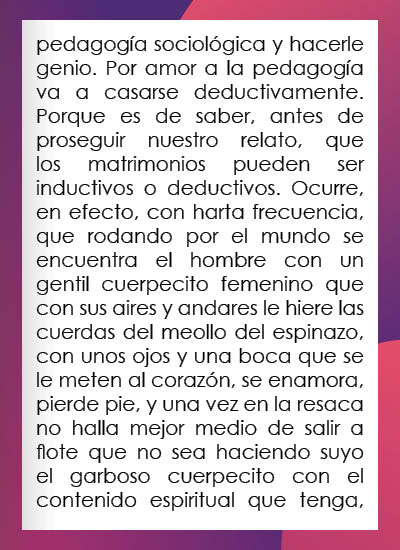 pedagogía sociológica y hacerle
genio. Por amor a la pedagogía
va a casarse deductivamente.
Porque es de saber, antes de
proseguir nuestro relato, que
los matrimonios pueden ser
inductivos o deductivos. Ocurre,
en efecto, con harta frecuencia,
que rodando por el mundo se
encuentra el hombre con un
gentil cuerpecito femenino que
con sus aires y andares le hiere las
cuerdas del meollo del espinazo,
con unos ojos y una boca que se
le meten al corazón, se enamora,
pierde pie, y una vez en la resaca
no halla mejor medio de salir a
flote que no sea haciendo suyo
el garboso cuerpecito con el
contenido espiritual que tenga,